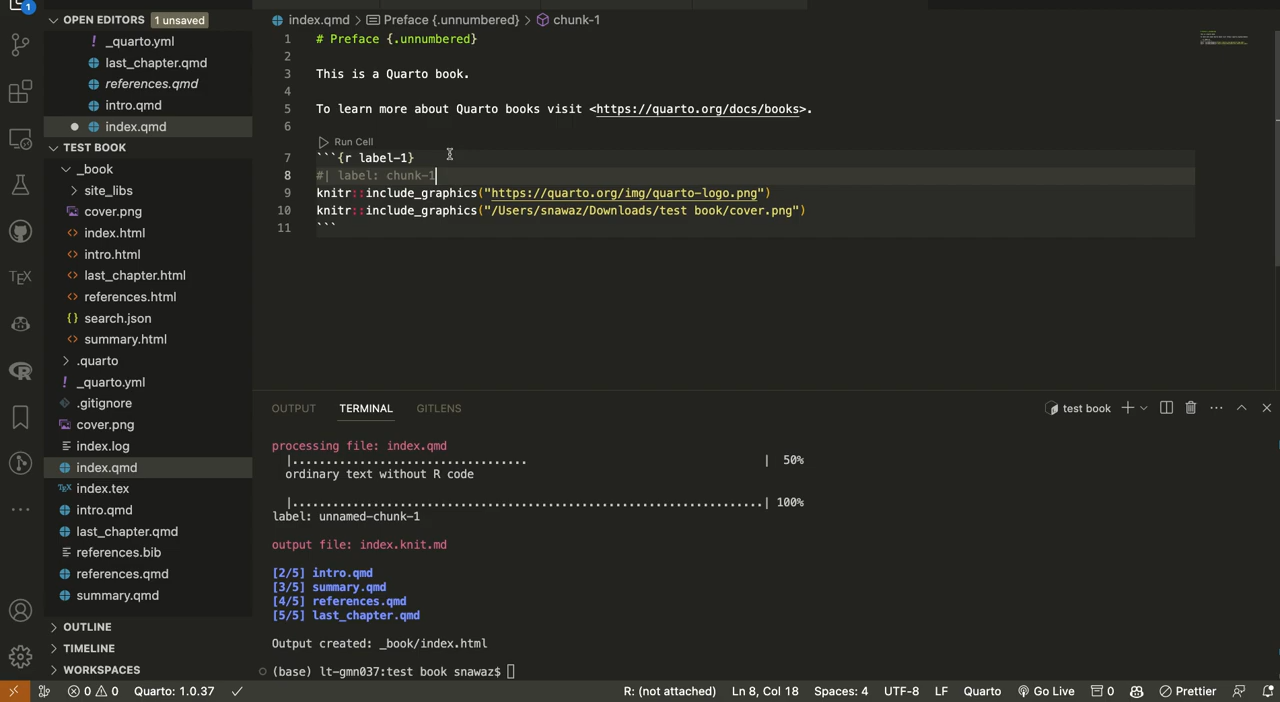 1
OPEN EDITORS 1 unsaved
_quarto.yml
last_chapter.qmd
references.qmd
intro.qmd
index.qmd
TEST BOOK
_book
site_libs
cover.png
index.html
intro.html
last_chapter.html
references.html
search.json
summary.html
.quarto
_quarto.yml
.gitignore
cover.png
index.log
index.qmd
index.tex
intro.qmd
last_chapter.qmd
references.bib
references.qmd
summary.qmd
OUTLINE
TIMELINE
WORKSPACES
index.qmd > Preface {.unnumbered} > chunk-1
1 # Preface {.unnumbered}
2
3 This is a Quarto book.
4
5 To learn more about Quarto books visit <https://quarto.org/docs/books>.
6
Run Cell
7 ```{r label-1}
8 #| label: chunk-1
9 knitr::include_graphics("https://quarto.org/img/quarto-logo.png")
10 knitr::include_graphics("/Users/snawaz/Downloads/test book/cover.png")
11 ```
OUTPUT TERMINAL GITLENS
test book
processing file: index.qmd
|.................................. | 50%
ordinary text without R code
|......................................................................| 100%
label: unnamed-chunk-1
output file: index.knit.md
[2/5] intro.qmd
[3/5] summary.qmd
[4/5] references.qmd
[5/5] last_chapter.qmd
Output created: _book/index.html
(base) lt-gmn037:test book snawaz$
0 0 Quarto: 1.0.37 R: (not attached) Ln 8, Col 18 Spaces: 4 UTF-8 LF Quarto Go Live 0 Prettier
TEX